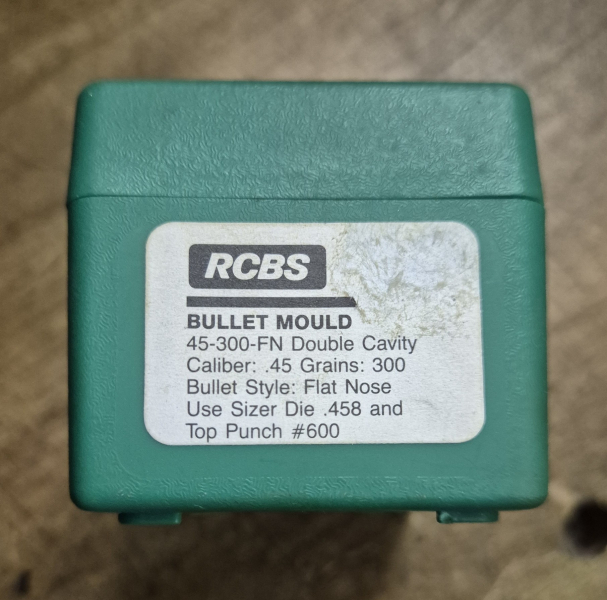 RCBS
BULLET MOULD
45-300-FN Double Cavity
Caliber: .45 Grains: 300
Bullet Style: Flat Nose
Use Sizer Die .458 and
Top Punch #600